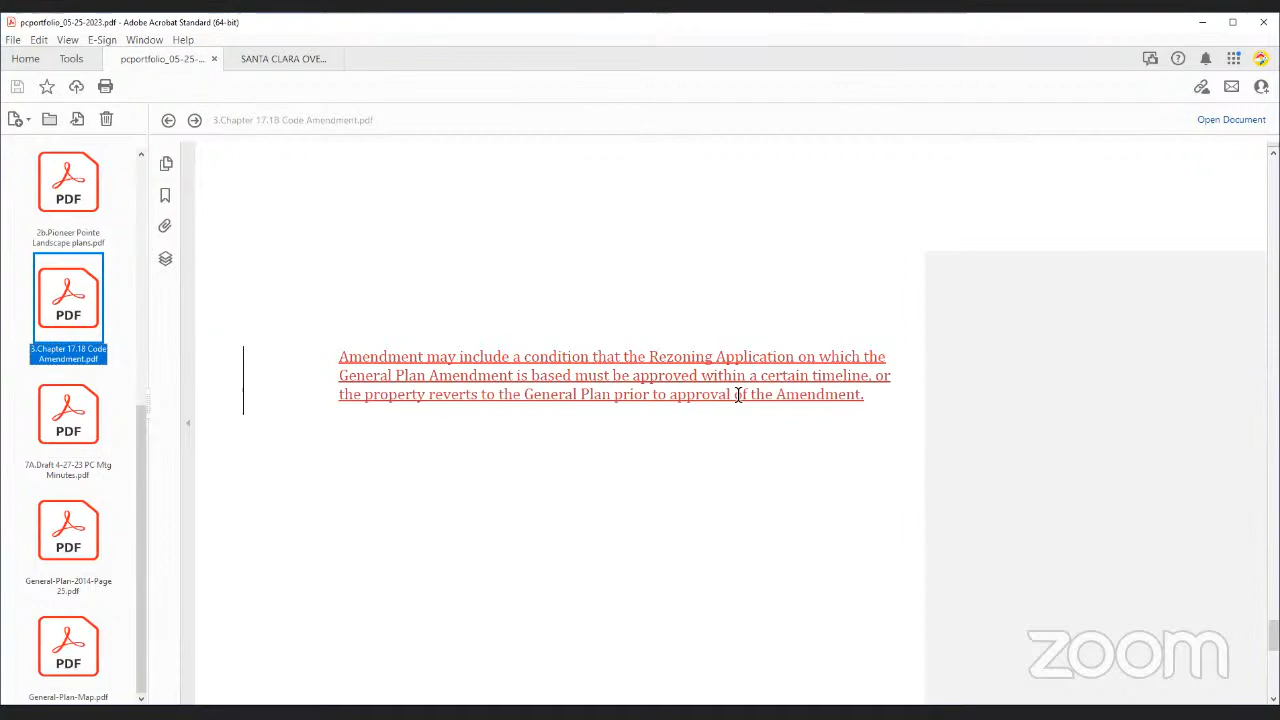 pcportfolio_05-25-2023.pdf - Adobe Acrobat Standard (64-bit)
File Edit View E-Sign Window Help
Home Tools pcportfolio_05-25-... × SANTA CLARA OVE...
3.Chapter 17.18 Code Amendment.pdf Open Document
PDF
2b.Pioneer Pointe
Landscape plans.pdf
PDF
3.Chapter 17.18 Code
Amendment.pdf
PDF
7A.Draft 4-27-23 PC Mtg
Minutes.pdf
PDF
General-Plan-2014-Page
25.pdf
PDF
General-Plan-Map.pdf
Amendment may include a condition that the Rezoning Application on which the
General Plan Amendment is based must be approved within a certain timeline, or
the property reverts to the General Plan prior to approval of the Amendment.
zoom